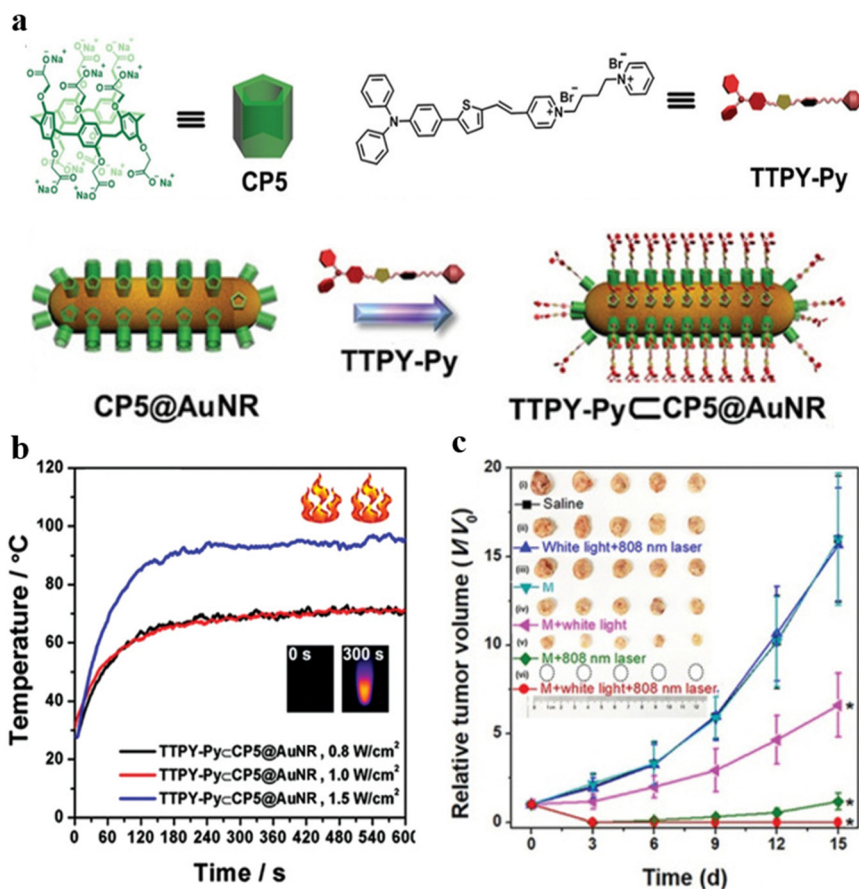 a
Na+
CP5
≡
N
S
Br-
N+
Br-
N+
≡
TTPY-Py
CP5@AuNR
TTPY-Py
TTPY-Py⊂CP5@AuNR
b
Temperature / °C
120
100
80
60
40
20
0
0 s
300 s
TTPY-Py⊂CP5@AuNR , 0.8 W/cm²
TTPY-Py⊂CP5@AuNR , 1.0 W/cm²
TTPY-Py⊂CP5@AuNR , 1.5 W/cm²
0 60 120 180 240 300 360 420 480 540 600
Time / s
c
Relative tumor volume (V/V₀)
20
15
10
5
0
(i)
Saline
(ii)
White light+808 nm laser
(iii)
M
(iv)
M+white light
(v)
M+808 nm laser
(vi)
M+white light+808 nm laser
*
*
*
0 3 6 9 12 15
Time (d)